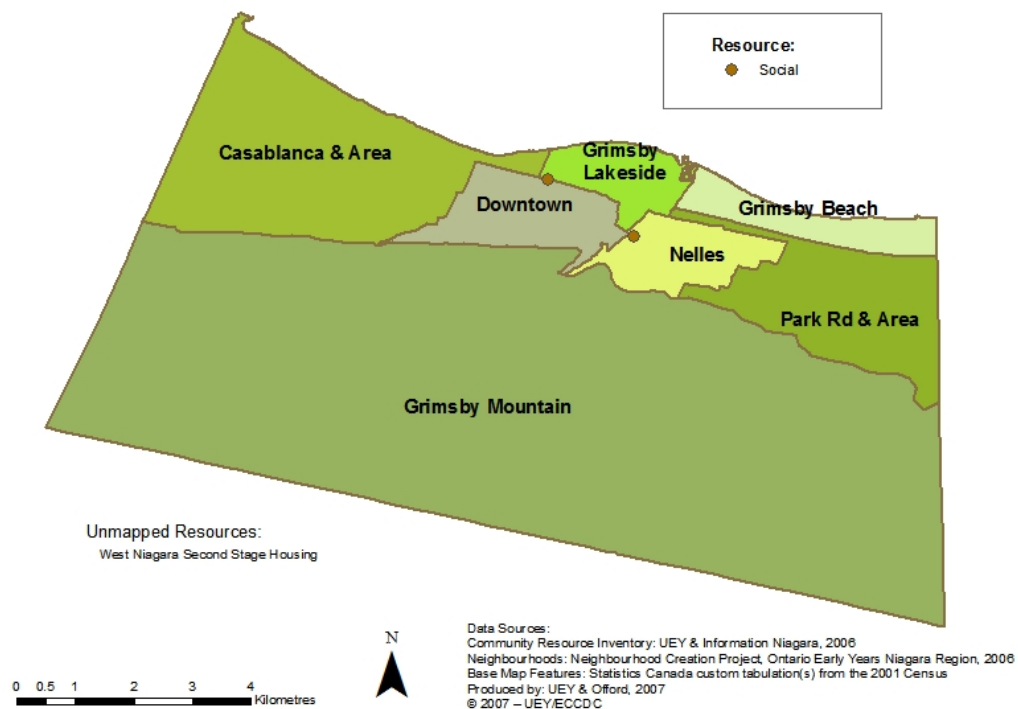 Resource:
Social
Casablanca & Area
Grimsby
Lakeside
Downtown
Grimsby Beach
Nelles
Park Rd & Area
Grimsby Mountain
Unmapped Resources:
West Niagara Second Stage Housing
N
0 0.5 1 2 3 4
Kilometres
Data Sources:
Community Resource Inventory: UEY & Information Niagara, 2006
Neighbourhoods: Neighbourhood Creation Project, Ontario Early Years Niagara Region, 2006
Base Map Features: Statistics Canada custom tabulation(s) from the 2001 Census
Produced by: UEY & Offord, 2007
© 2007 – UEY/ECCDC